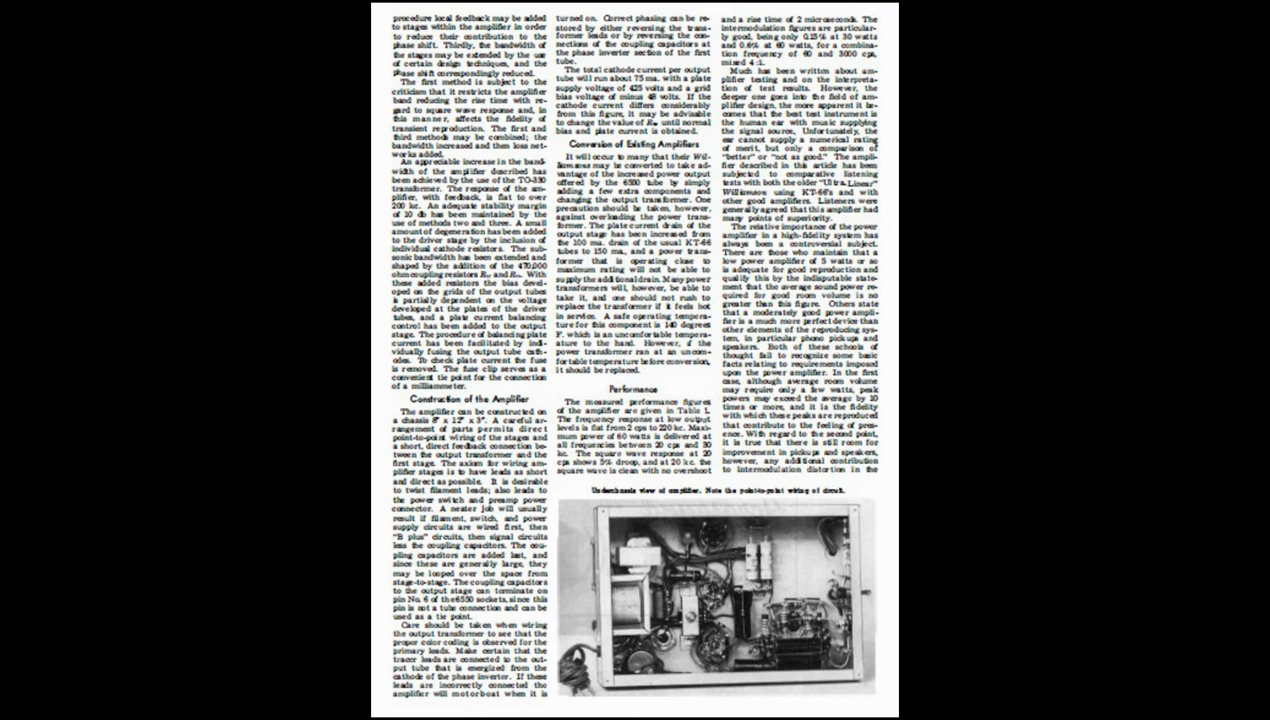 procedure local feedback may be added
to stages within the amplifier in order
to reduce their contribution to the
phase shift. Thirdly, the bandwidth of
the stages may be extended by the use
of certain design techniques, and the
phase shift correspondingly reduced.
The first method is subject to the
criticism that it restricts the amplifier
band reducing the rise time with re-
gard to square wave response and, in
this manner, affects the fidelity of
transient reproduction. The first and
third methods may be combined; the
bandwidth increased and then loss net-
works added.
An appreciable increase in the band-
width of the amplifier described has
been achieved by the use of the TO-330
transformer. The response of the am-
plifier, with feedback, is flat to over
200 kc. An adequate stability margin
of 10 db has been maintained by the
use of methods two and three. A small
amount of degeneration has been added
to the driver stage by the inclusion of
individual cathode resistors. The sub-
sonic bandwidth has been extended and
shaped by the addition of the 470,000
ohm coupling resistors and With
these added resistors the bias devel-
oped on the grids of the output tubes
is partially dependent on the voltage
developed at the plates of the driver
tubes, and a plate current balancing
control has been added to the output
stage. The procedure of balancing plate
current has been facilitated by indi-
vidually fusing the output tube cath-
odes. To check plate current the fuse
is removed. The fuse clip serves as a
convenient tie point for the connection
of a milliammeter.
Construction of the Amplifier
The amplifier can be constructed on
a chassis 8" x 12" x 3". A careful ar-
rangement of parts permits direct
point-to-point wiring of the stages and
a short, direct feedback connection be-
tween the output transformer and the
first stage. The axiom for wiring am-
plifier stages is to have leads as short
and direct as possible. It is desirable
to twist filament leads; also leads to
the power switch and preamp power
connector. A neater job will usually
result if filament, switch, and power
supply circuits are wired first, then
"B plus" circuits, then signal circuits
less the coupling capacitors. The cou-
pling capacitors are added last, and
since these are generally large, they
may be looped over the space from
stage-to-stage. The coupling capacitors
to the output stage can terminate on
pin No. 6 of the 6550 sockets, since this
pin is not a tube connection and can be
used as a tie point.
Care should be taken when wiring
the output transformer to see that the
proper color coding is observed for the
primary leads. Make certain that the
tracer leads are connected to the out-
put tube that is energized from the
cathode of the phase invertor. If these
leads are incorrectly connected the
amplifier will motorboat when it is
turned on. Correct phasing can be re-
stored by either reversing the trans-
former leads or by reversing the con-
nections of the coupling capacitors at
the phase inverter section of the first
tube.
The total cathode current per output
tube will run about 75 ma. with a plate
supply voltage of 425 volts and a grid
bias voltage of minus 48 volts. If the
cathode current differs considerably
from this figure, it may be advisable
to change the value of until normal
bias and plate current is obtained.
Conversion of Existing Amplifiers
It will occur to many that their Wil-
liamsons may be converted to take ad-
vantage of the increased power output
offered by the 6550 tube by simply
adding a few extra components and
changing the output transformer. One
precaution should be taken, however,
against overloading the power trans-
former. The plate current drain of the
output stage has been increased from
the 100 ma. drain of the usual KT-66
tubes to 150 ma., and a power trans-
former that is operating close to
maximum rating will not be able to
supply the additional drain. Many power
transformers will, however, be able to
take it, and one should not rush to
replace the transformer if it feels hot
in service. A safe operating tempera-
ture for this component is 140 degrees
F. which is an uncomfortable tempera-
ature to the hand. However, if the
power transformer ran at an uncom-
fortable temperature before conversion,
it should be replaced.
Performance
The measured performance figures
of the amplifier are given in Table 1.
The frequency response at low output
levels is flat from 2 cps to 220 kc. Maxi-
mum power of 60 watts is delivered at
all frequencies between 20 cps and 30
kc. The square wave response at 20
cps shows 5% droop, and at 20 kc. the
square wave is clean with no overshoot
and a rise time of 2 microseconds. The
intermodulation figures are particular-
ly good, being only 0.15% at 30 watts
and 0.6% at 60 watts, for a combina-
tion frequency of 60 and 3000 cps,
mixed 4:1.
Much has been written about am-
plifier testing and on the interpreta-
tion of test results. However, the
deeper one goes into the field of am-
plifier design, the more apparent it be-
comes that the best test instrument is
the human ear with music supplying
the signal source. Unfortunately, the
ear cannot supply a numerical rating
of merit, but only a comparison of
"better" or "not as good." The ampli-
fier described in this article has been
subjected to comparative listening
tests with both the older "Ultra Linear"
Williamson using KT-66's and with
other good amplifiers. Listeners were
generally agreed that this amplifier had
many points of superiority.
The relative importance of the power
amplifier in a high-fidelity system has
always been a controversial subject.
There are those who maintain that a
low power amplifier of 5 watts or so
is adequate for good reproduction and
qualify this by the indisputable state-
ment that the average sound power re-
quired for good room volume is no
greater than this figure. Others state
that a moderately good power ampli-
fier is a much more perfect device than
other elements of the reproducing sys-
tem, in particular phono pickups and
speakers. Both of these schools of
thought fail to recognize some basic
facts relating to requirements imposed
upon the power amplifier. In the first
case, although average room volume
may require only a few watts, peak
powers may exceed the average by 10
times or more, and it is the fidelity
with which these peaks are reproduced
that contribute to the feeling of pres-
ence. With regard to the second point,
it is true that there is still room for
improvement in pickups and speakers,
however, any additional contribution
to intermodulation distortion in the
Underchassis view of amplifier. Note the point-to-point wiring of circuit.